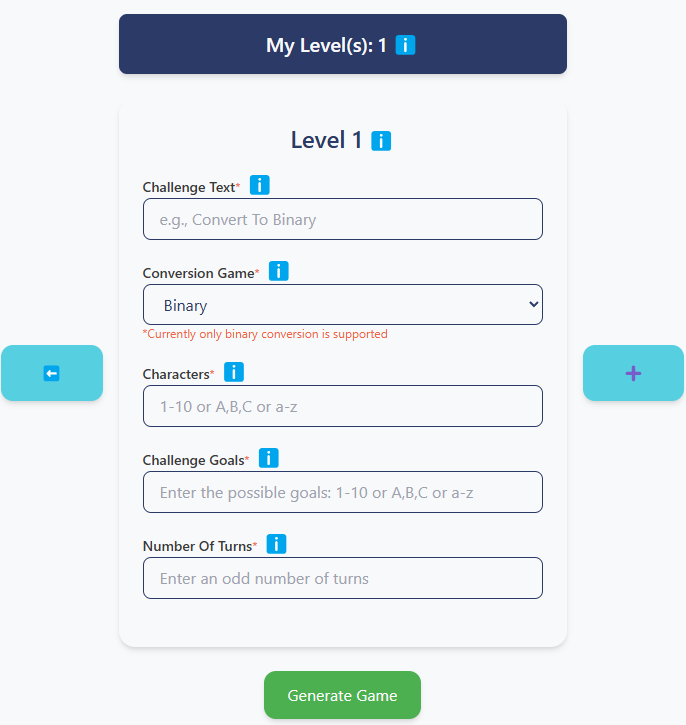 My Level(s): 1 ℹ️
Level 1 ℹ️
Challenge Text* ℹ️
e.g., Convert To Binary
Conversion Game* ℹ️
Binary
*Currently only binary conversion is supported
Characters* ℹ️
1-10 or A,B,C or a-z
Challenge Goals* ℹ️
Enter the possible goals: 1-10 or A,B,C or a-z
Number Of Turns* ℹ️
Enter an odd number of turns
Generate Game